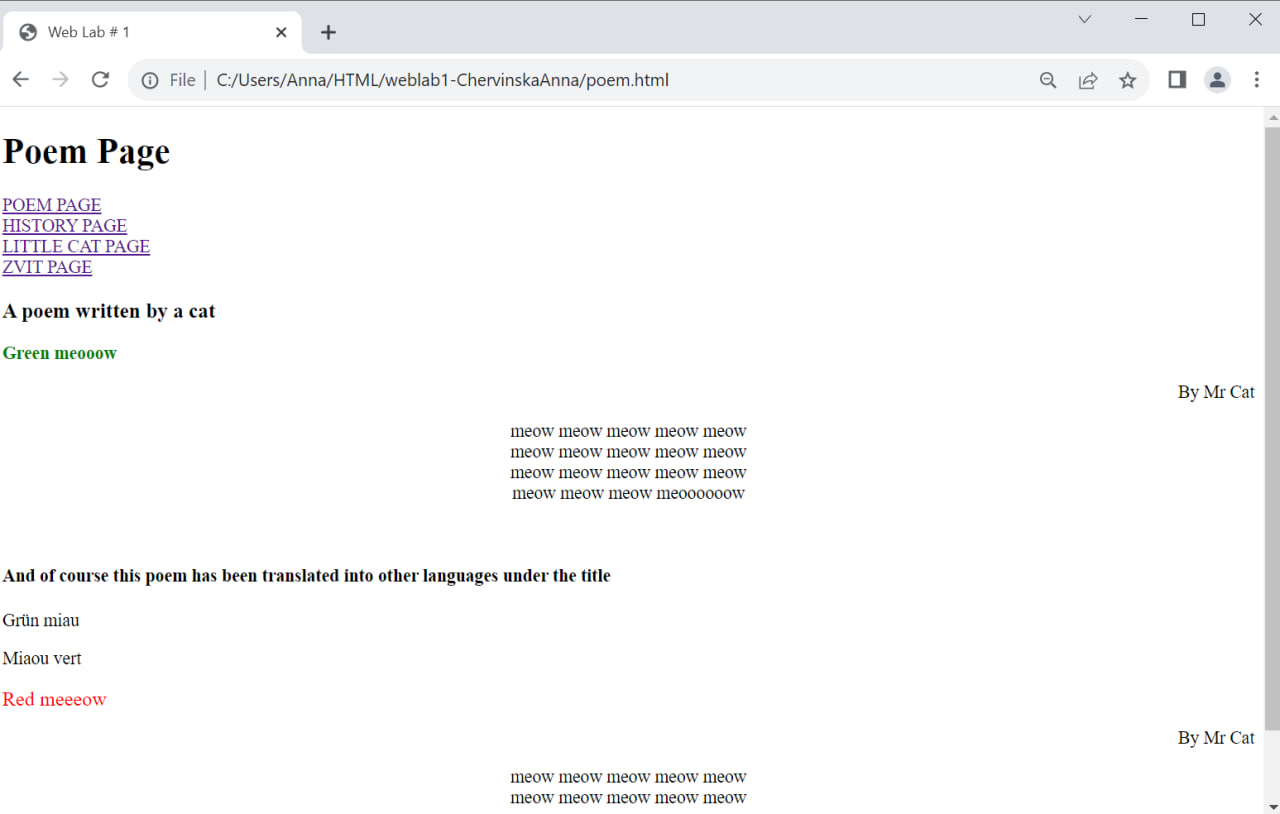 Web Lab # 1
File | C:/Users/Anna/HTML/weblab1-ChervinskaAnna/poem.html
Poem Page
POEM PAGE
HISTORY PAGE
LITTLE CAT PAGE
ZVIT PAGE
A poem written by a cat
Green meooow
By Mr Cat
meow meow meow meow meow
meow meow meow meow meow
meow meow meow meow meow
meow meow meow meoooooow
And of course this poem has been translated into other languages under the title
Grün miau
Miaou vert
Red meeeow
By Mr Cat
meow meow meow meow meow
meow meow meow meow meow